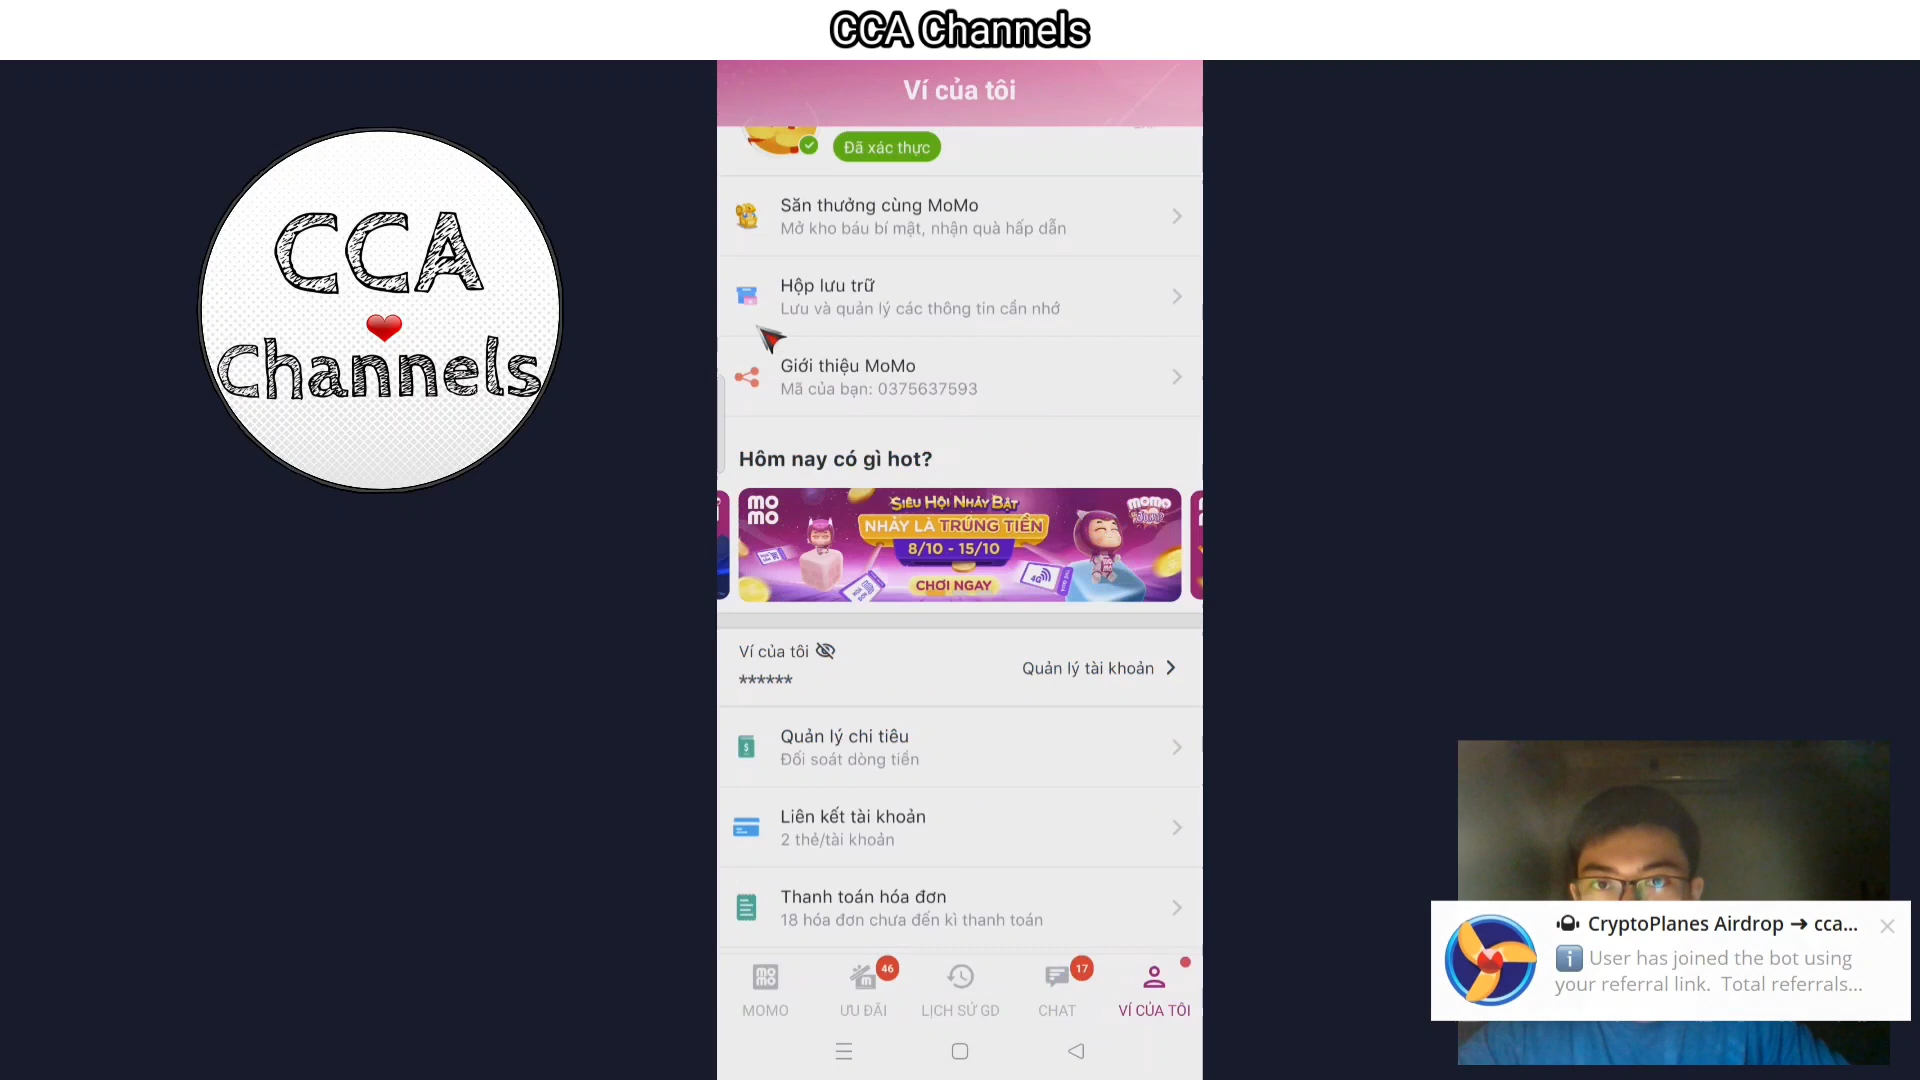 CCA Channels
CCA
Channels
Ví của tôi
Đã xác thực
Săn thưởng cùng MoMo
Mở kho báu bí mật, nhận quà hấp dẫn
Hộp lưu trữ
Lưu và quản lý các thông tin cần nhớ
Giới thiệu MoMo
Mã của bạn: 0375637593
Hôm nay có gì hot?
MO
MO
SIÊU HỘI NHẢY BẬT
NHẢY LÀ TRÚNG TIỀN
8/10 - 15/10
CHƠI NGAY
momo
Jump
4G
Ví của tôi
******
Quản lý tài khoản
Quản lý chi tiêu
Đối soát dòng tiền
Liên kết tài khoản
2 thẻ/tài khoản
Thanh toán hóa đơn
18 hóa đơn chưa đến kì thanh toán
46
17
MOMO
ƯU ĐÃI
LỊCH SỬ GD
CHAT
VÍ CỦA TÔI
CryptoPlanes Airdrop ➜ cca...
User has joined the bot using
your referral link. Total referrals...